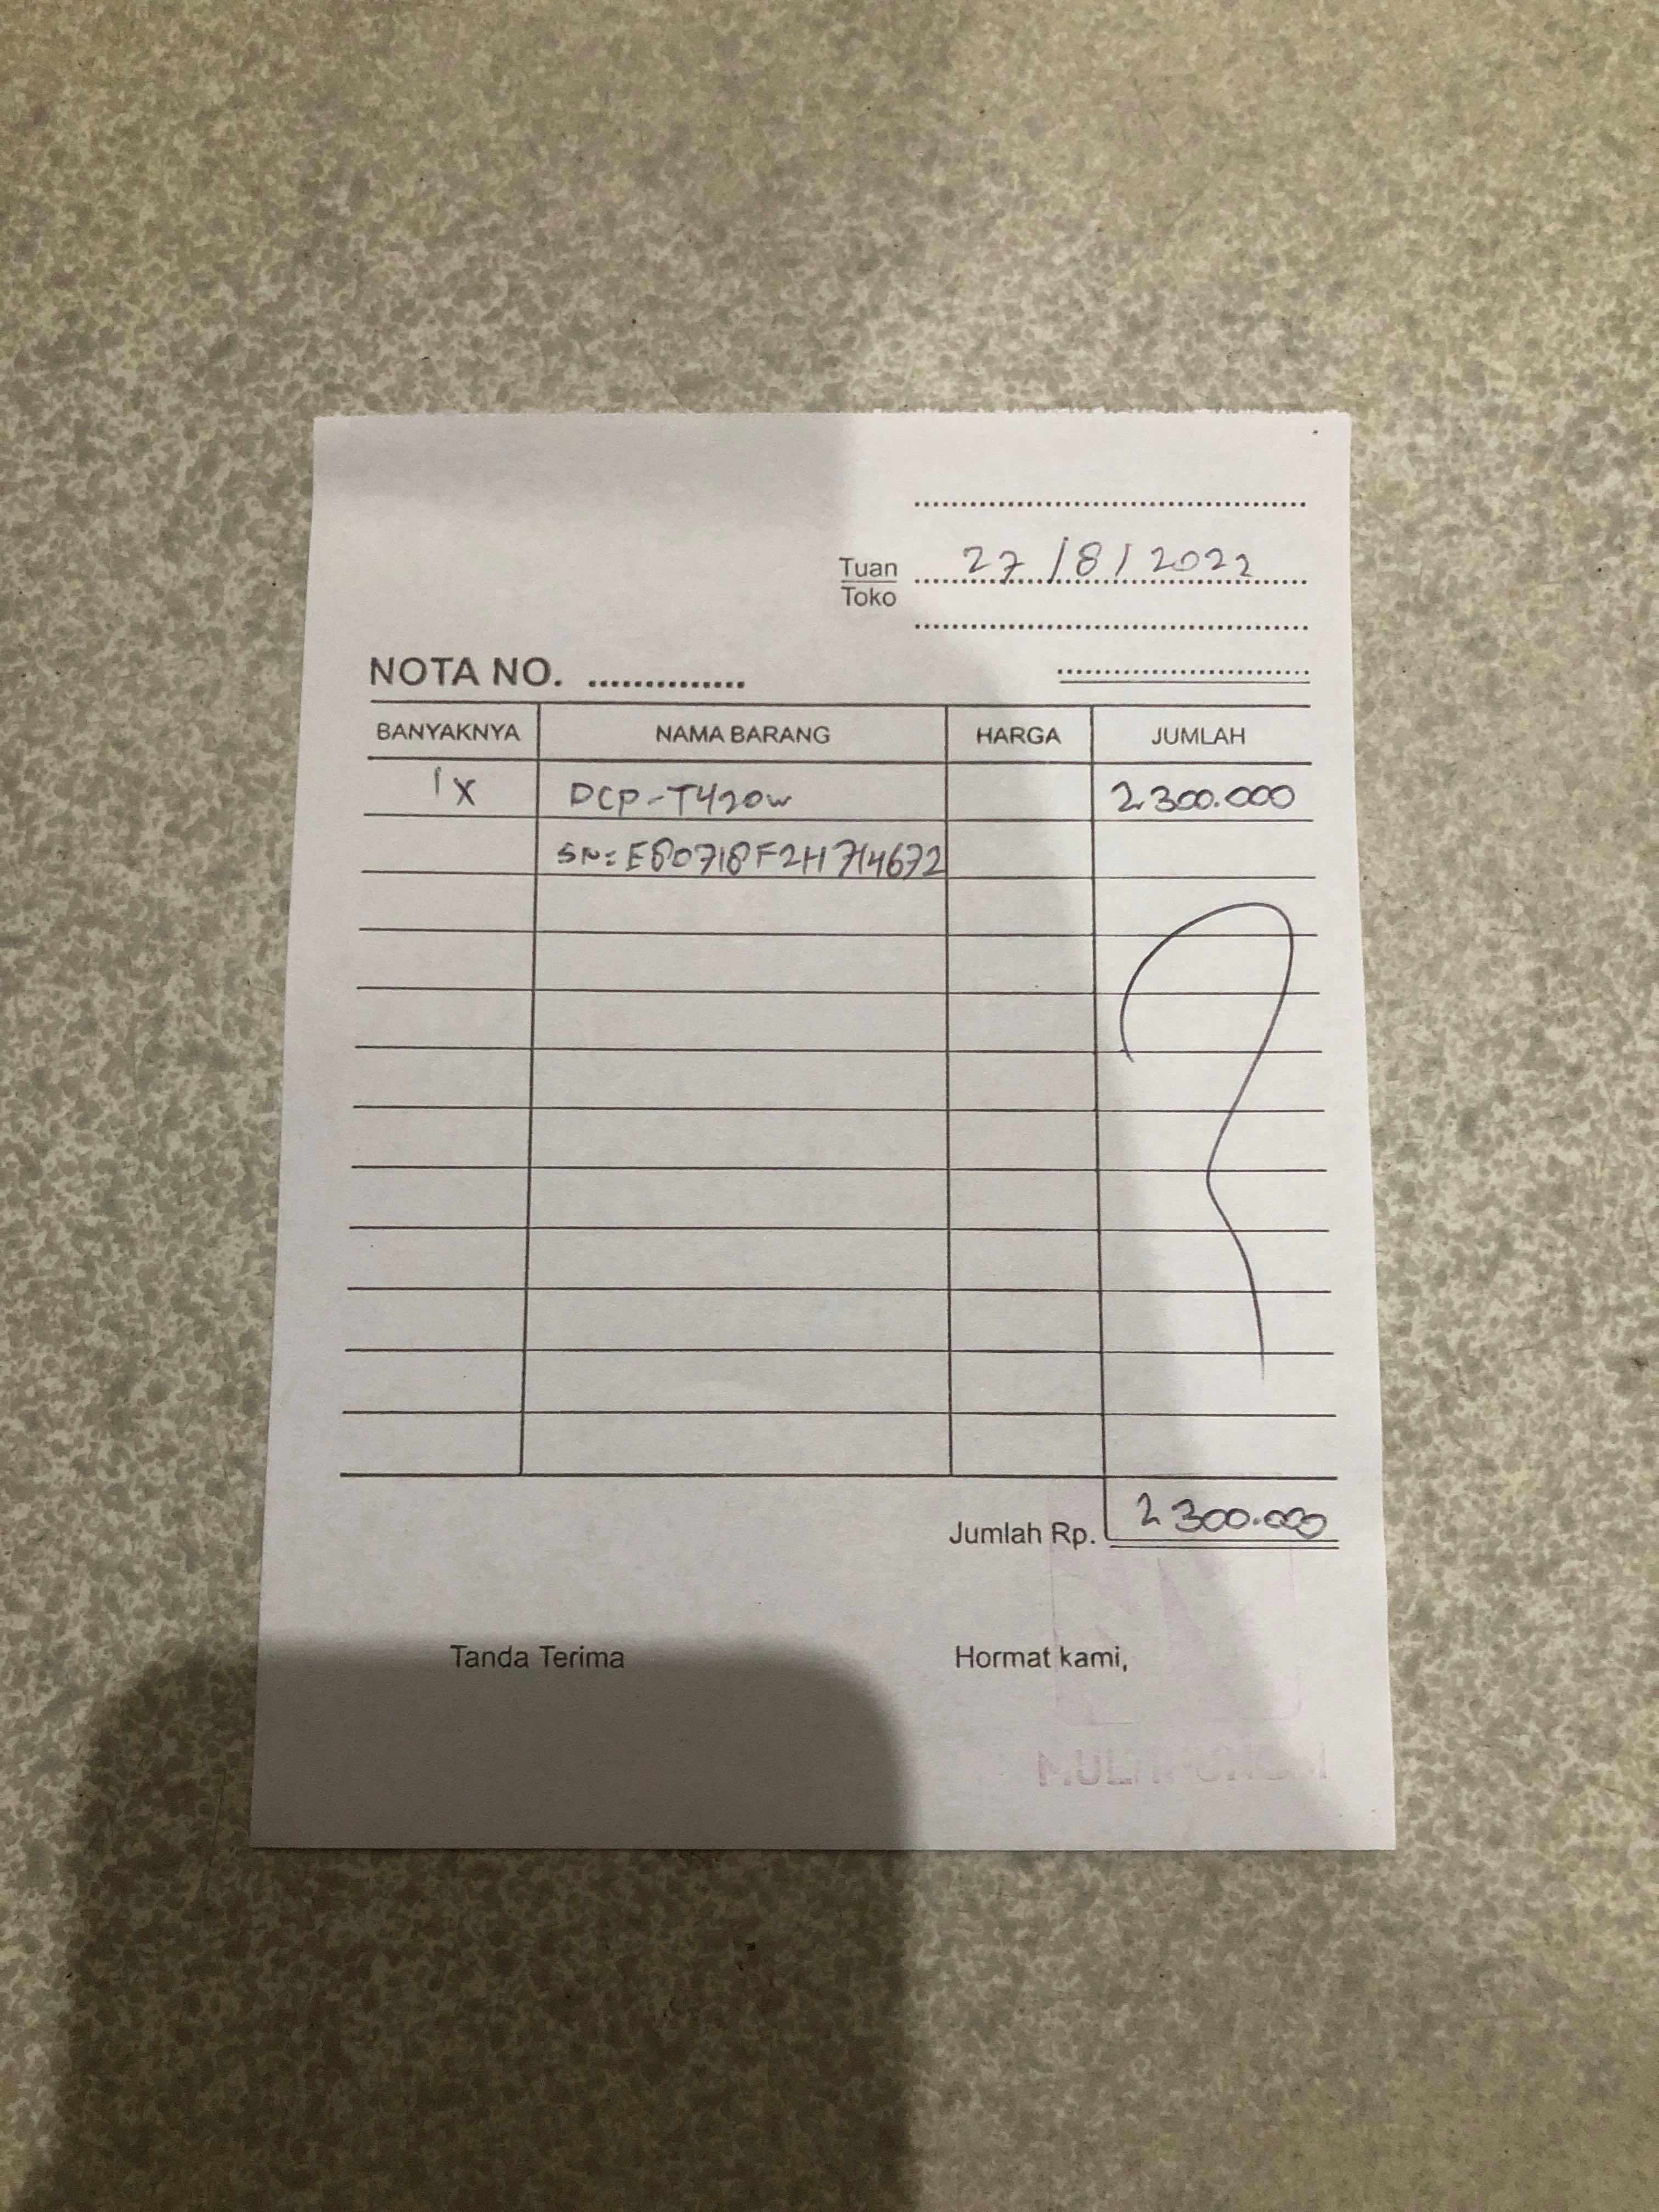 27/8/2022
Tuan
Toko
NOTA NO. ..............
BANYAKNYA NAMA BARANG HARGA JUMLAH
1x DCP-T420w 2.300.000
SN: E80718F2H714672
Jumlah Rp. 2.300.000
Tanda Terima Hormat kami,